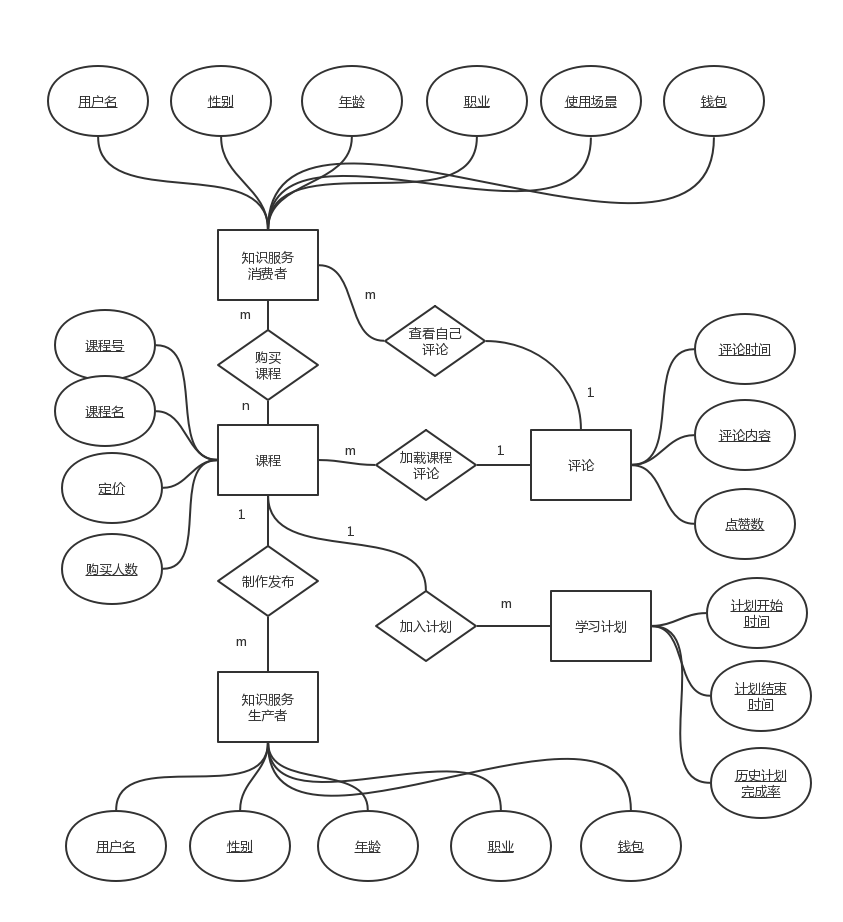 用户名
性别
年龄
职业
使用场景
钱包
知识服务
消费者
m
m
查看自己
评论
购买
课程
课程号
评论时间
1
n
课程名
评论内容
m
1
课程
加载课程
评论
评论
定价
1
1
点赞数
购买人数
制作发布
m
计划开始
时间
加入计划
学习计划
m
知识服务
生产者
计划结束
时间
历史计划
完成率
用户名
性别
年龄
职业
钱包